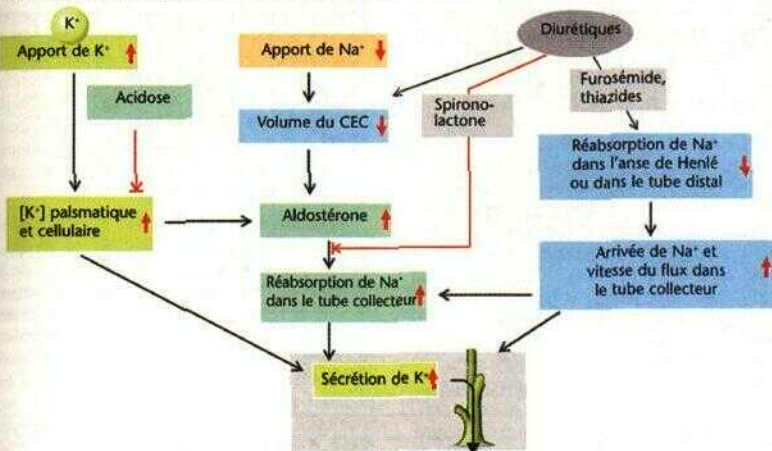 K⁺
Apport de K⁺
Apport de Na⁺
Diurétiques
Acidose
Volume du CEC
Spirono-
lactone
Furosémide,
thiazides
Réabsorption de Na⁺
dans l'anse de Henlé
ou dans le tube distal
[K⁺] palsmatique
et cellulaire
Aldostérone
Arrivée de Na⁺ et
vitesse du flux dans
le tube collecteur
Réabsorption de Na⁺
dans le tube collecteur
Sécrétion de K⁺